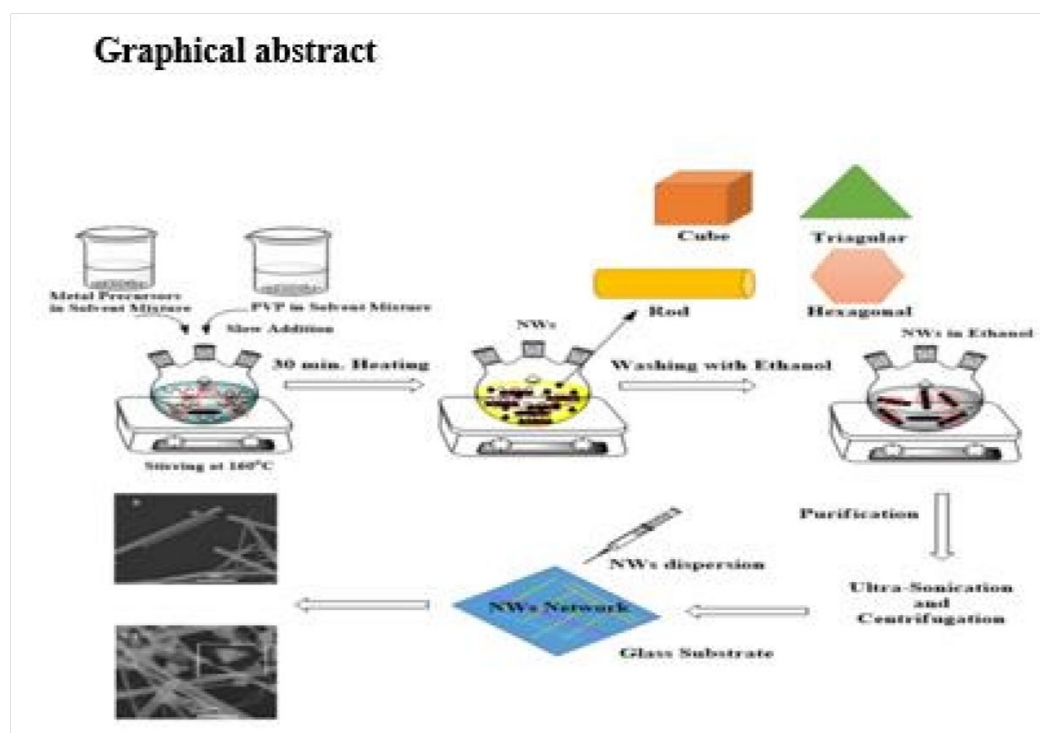 Graphical abstract
Cube
Triagular
Metal Precursors
in Solvent Mixture
PVP in Solvent Mixture
Slow Addition
Rod
Hexagonal
NWs
NWs in Ethanol
30 min. Heating
Washing with Ethanol
Stirring at 160°C
Purification
NWs dispersion
Ultra-Sonication
and
Centrifugation
NWs Network
Glass Substrate